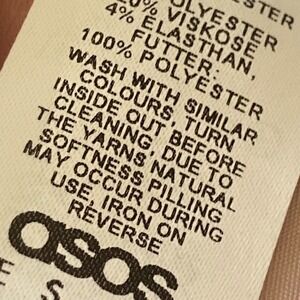 POLYESTER
0% VISKOSE
4% ELASTHAN,
FUTTER:
100% POLYESTER
WASH WITH SIMILAR
COLOURS, TURN
INSIDE OUT BEFORE
CLEANING, DUE TO
THE YARNS' NATURAL
SOFTNESS PILLING
MAY OCCUR DURING
USE, IRON ON
REVERSE
asos
E S